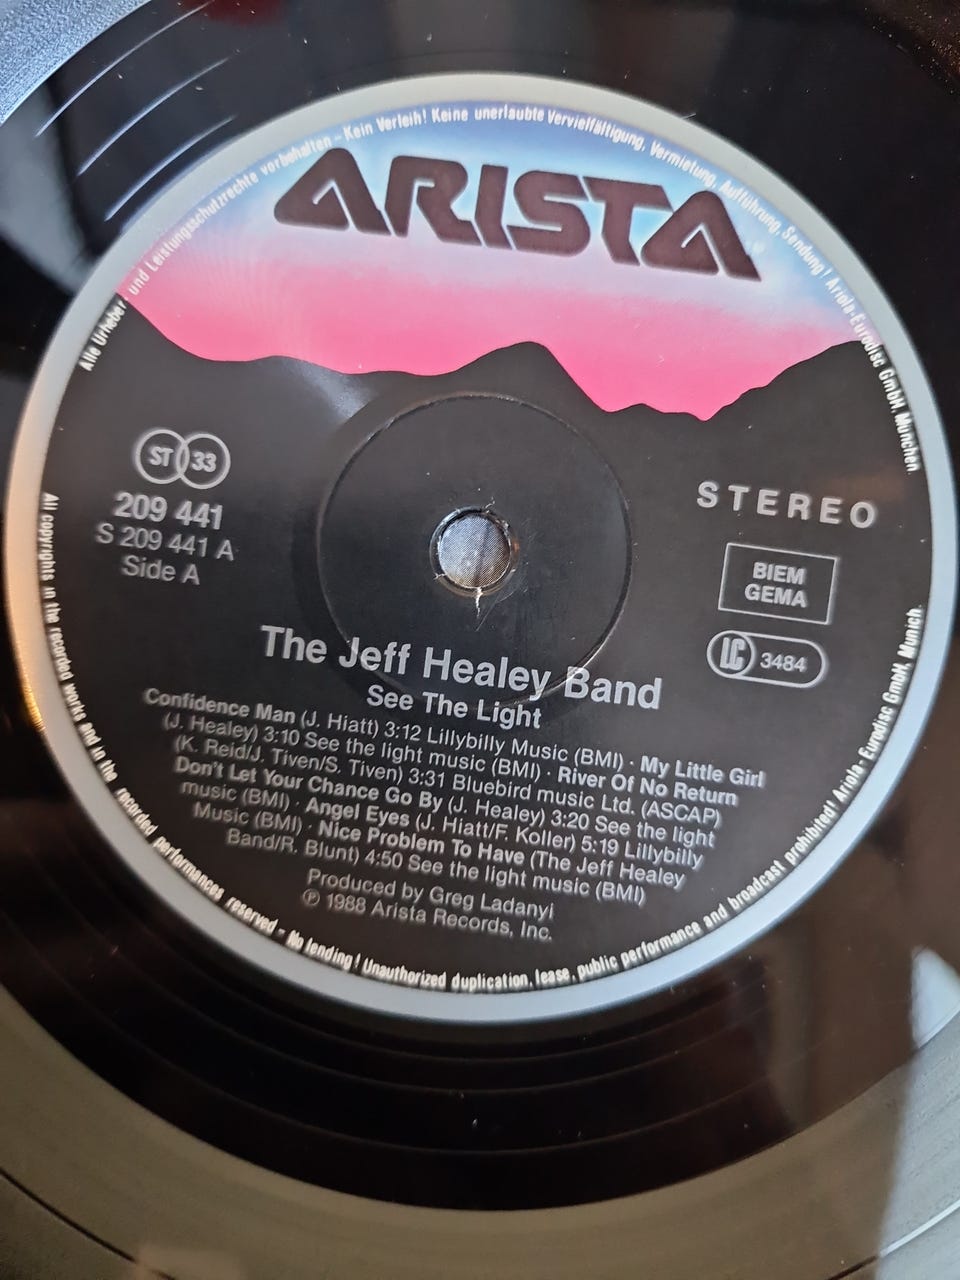 Alle Urheber- und Leistungsschutzrechte vorbehalten – Kein Verleih! Keine unerlaubte Vervielfältigung, Vermietung, Aufführung, Sendung! Ariola-Eurodisc GmbH, München
ARISTA
ST 33
209 441
S 209 441 A
Side A
STEREO
BIEM
GEMA
LC 3484
The Jeff Healey Band
See The Light
Confidence Man (J. Hiatt) 3:12 Lillybilly Music (BMI) · My Little Girl
(J. Healey) 3:10 See the light music (BMI) · River Of No Return
(K. Reid/J. Tiven/S. Tiven) 3:31 Bluebird music Ltd. (ASCAP)
Don't Let Your Chance Go By (J. Healey) 3:20 See the light
music (BMI) · Angel Eyes (J. Hiatt/F. Koller) 5:19 Lillybilly
Music (BMI) · Nice Problem To Have (The Jeff Healey
Band/R. Blunt) 4:50 See the light music (BMI)
Produced by Greg Ladanyi
℗ 1988 Arista Records, Inc.
All copyrights in the recorded works and in the recorded performances reserved – No lending! Unauthorized duplication, lease, public performance and broadcast prohibited! Ariola - Eurodisc GmbH, Munich